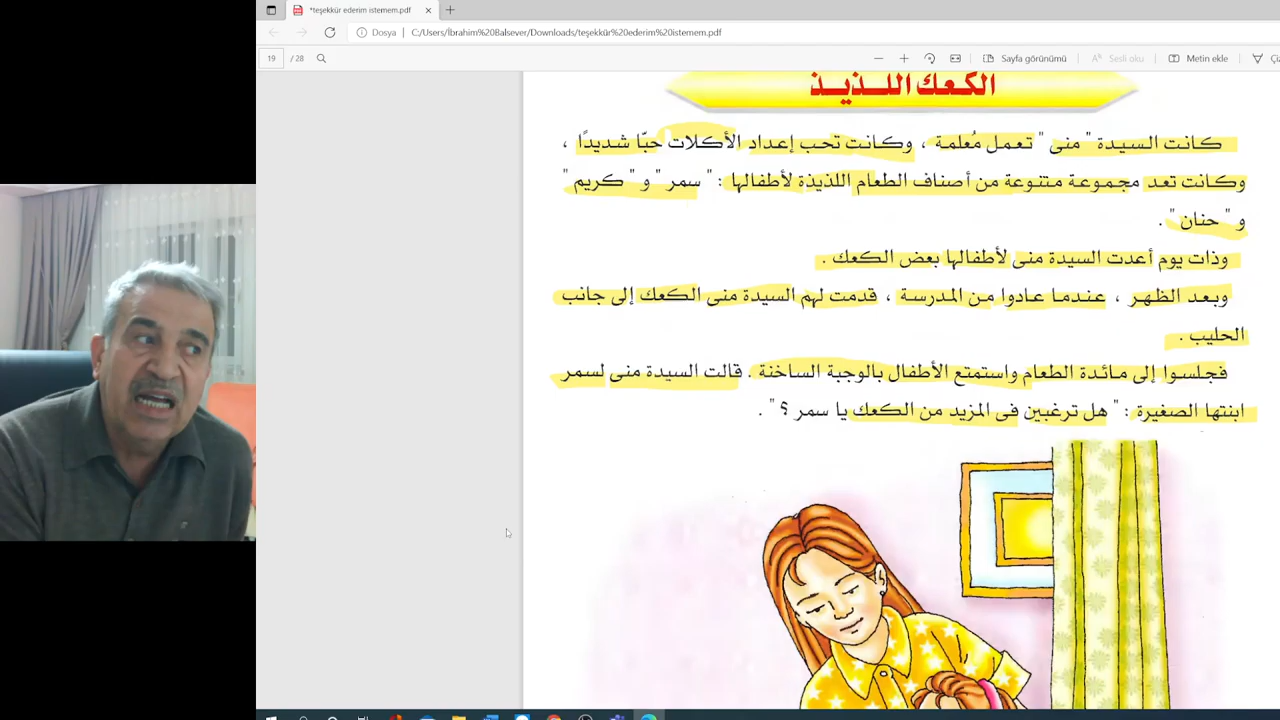 *teşekkür ederim istemem.pdf
Dosya C:/Users/İbrahim%20Balsever/Downloads/teşekkür%20ederim%20istemem.pdf
19 / 28 Sayfa görünümü Sesli oku Metin ekle
الكعك اللذيذ
كانت السيدة " منى " تعمل مُعلمة ، وكانت تحب إعداد الأكلات حبّا شديدًا ،
وكانت تعد مجموعة متنوعة من أصناف الطعام اللذيذة لأطفالها : " سمر " و " كريم "
و " حنان " .
وذات يوم أعدت السيدة منى لأطفالها بعض الكعك .
وبعد الظهر ، عندما عادوا من المدرسة ، قدمت لهم السيدة منى الكعك إلى جانب
الحليب .
فجلسوا إلى مائدة الطعام واستمتع الأطفال بالوجبة الساخنة . قالت السيدة منى لسمر
ابنتها الصغيرة : " هل ترغبين فى المزيد من الكعك يا سمر ؟ " .